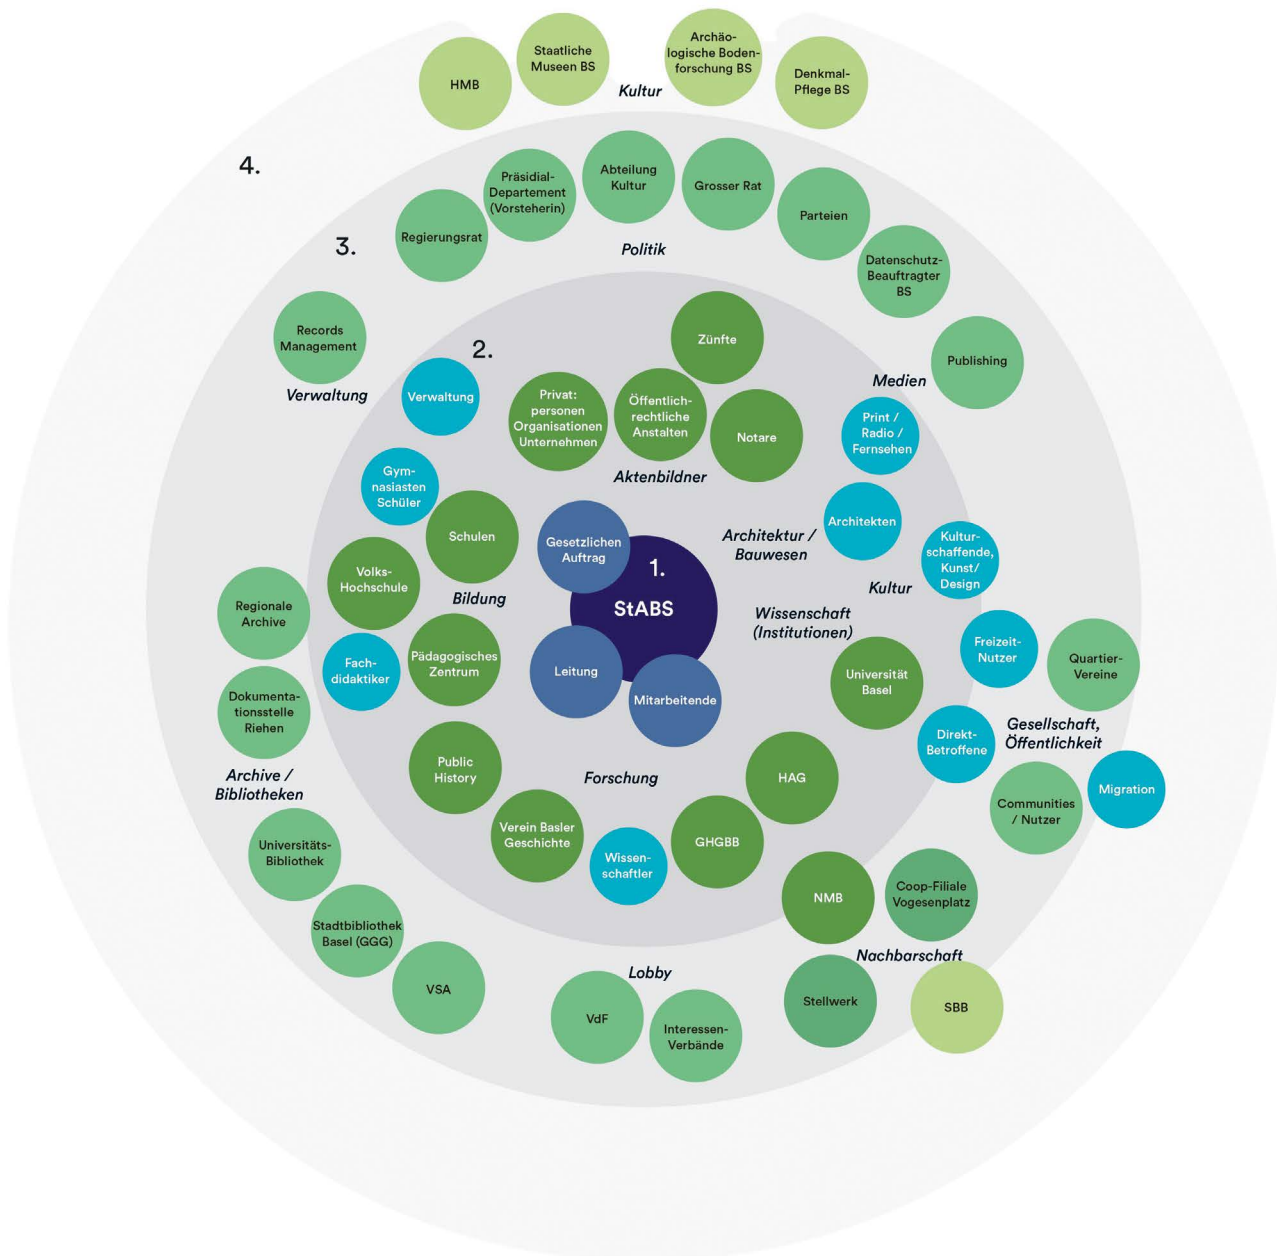 HMB
Staatliche
Museen BS
Kultur
Archäo-
logische Boden-
forschung BS
Denkmal-
Pflege BS
4.
3.
Regierungsrat
Präsidial-
Departement
(Vorsteherin)
Abteilung
Kultur
Grosser Rat
Parteien
Datenschutz-
Beauftragter
BS
Politik
Records
Management
Verwaltung
Publishing
Medien
2.
Verwaltung
Zünfte
Privat:
personen
Organisationen
Unternehmen
Öffentlich-
rechtliche
Anstalten
Notare
Aktenbildner
Print /
Radio /
Fernsehen
Gym-
nasiasten
Schüler
Schulen
Volks-
Hochschule
Bildung
Fach-
didaktiker
Pädagogisches
Zentrum
Gesetzlichen
Auftrag
1.
StABS
Leitung
Mitarbeitende
Architektur /
Bauwesen
Architekten
Kultur
Kultur-
schaffende,
Kunst/
Design
Wissenschaft
(Institutionen)
Universität
Basel
Freizeit-
Nutzer
Quartier-
Vereine
Direkt-
Betroffene
Gesellschaft,
Öffentlichkeit
Communities
/ Nutzer
Migration
Regionale
Archive
Dokumenta-
tionsstelle
Riehen
Archive /
Bibliotheken
Universitäts-
Bibliothek
Stadtbibliothek
Basel (GGG)
VSA
Public
History
Verein Basler
Geschichte
Forschung
Wissen-
schaftler
GHGBB
HAG
NMB
Coop-Filiale
Vogesenplatz
Nachbarschaft
Stellwerk
SBB
Lobby
VdF
Interessen-
Verbände